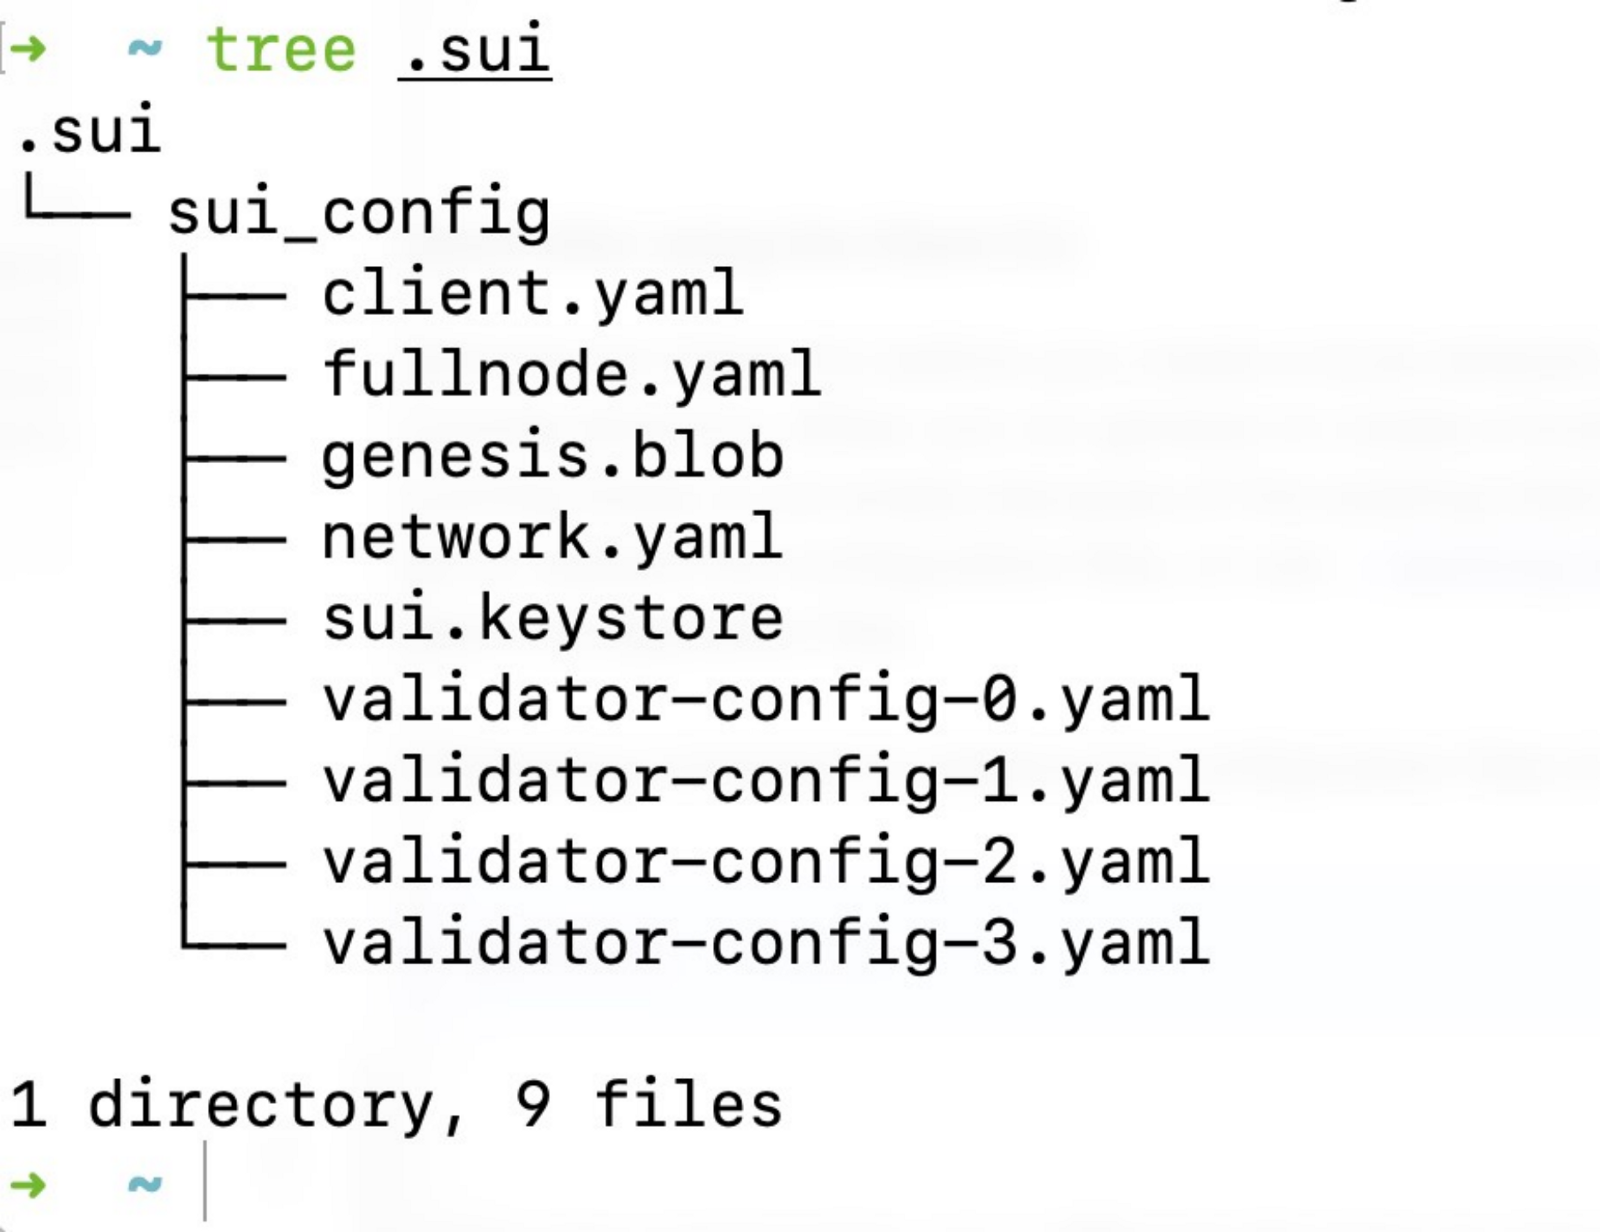 ➜  ~ tree .sui
.sui
└── sui_config
    ├── client.yaml
    ├── fullnode.yaml
    ├── genesis.blob
    ├── network.yaml
    ├── sui.keystore
    ├── validator-config-0.yaml
    ├── validator-config-1.yaml
    ├── validator-config-2.yaml
    └── validator-config-3.yaml

1 directory, 9 files
➜  ~